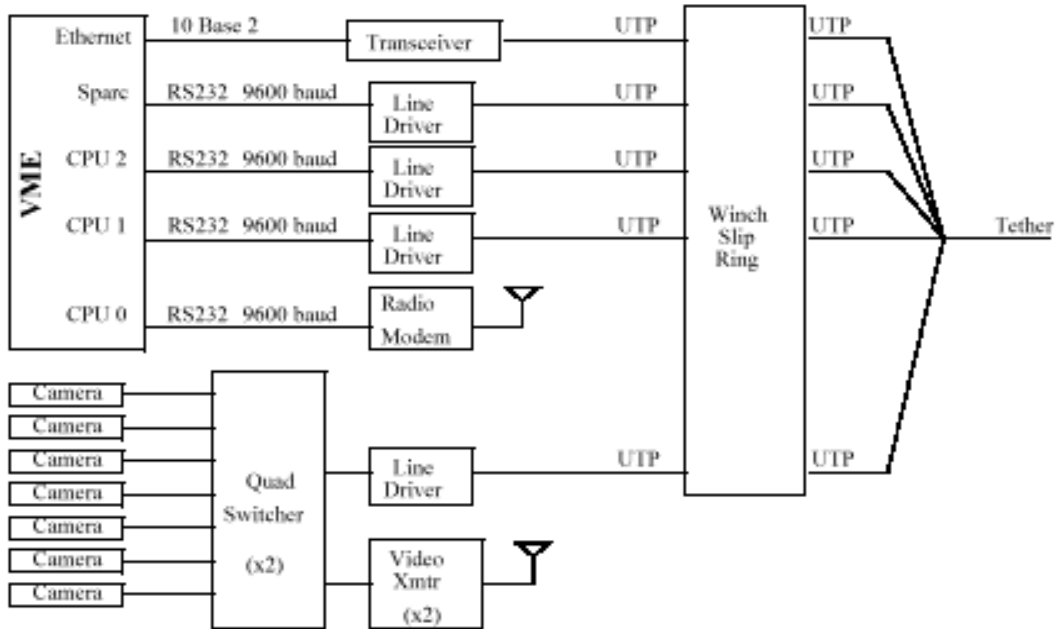 Ethernet 10 Base 2 Transceiver UTP UTP
Sparc RS232 9600 baud Line Driver UTP UTP
VME
CPU 2 RS232 9600 baud Line Driver UTP UTP
CPU 1 RS232 9600 baud Line Driver UTP UTP
Winch
Slip
Ring
Tether
CPU 0 RS232 9600 baud Radio Modem
Camera
Camera
Camera
Camera
Camera
Camera
Camera
Quad
Switcher
(x2)
Line
Driver
UTP UTP
Video
Xmtr
(x2)